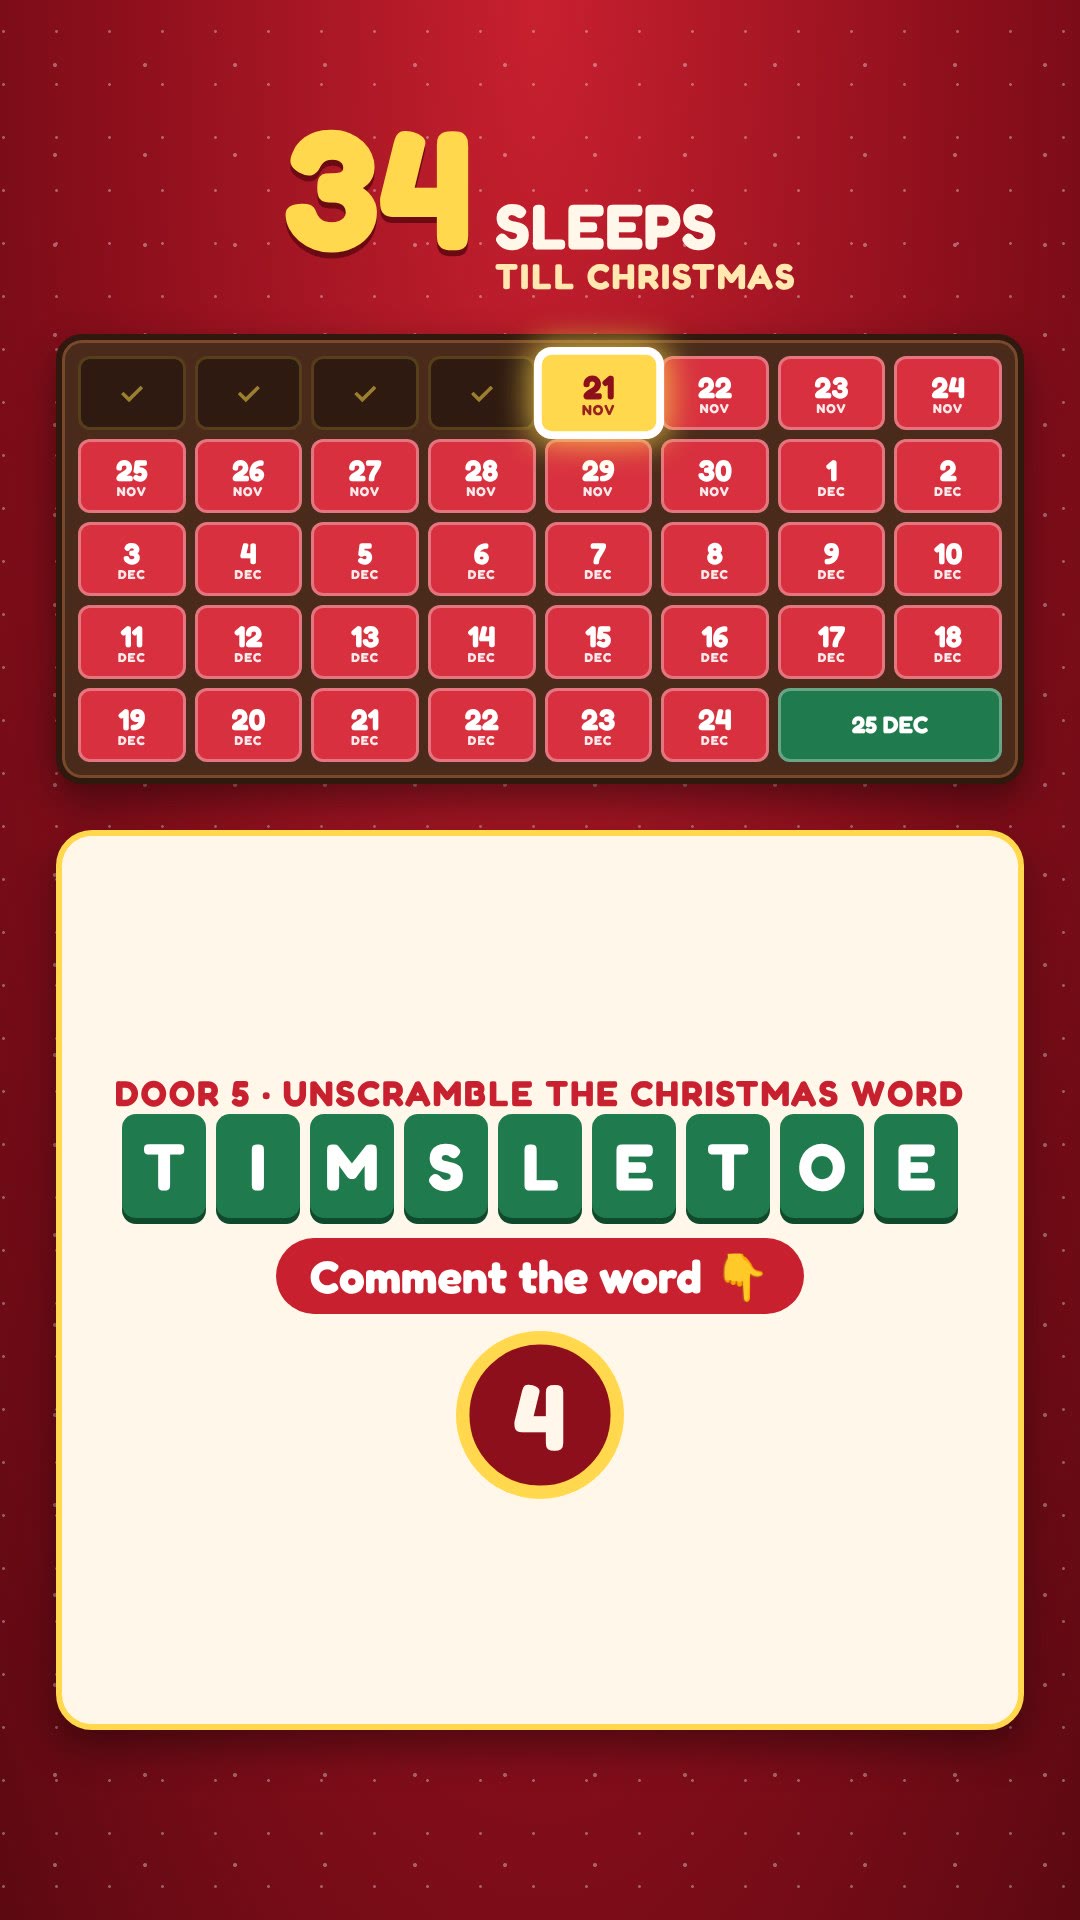 34 SLEEPS
TILL CHRISTMAS
✓ ✓ ✓ ✓ 21 22 23 24
NOV NOV NOV NOV
25 26 27 28 29 30 1 2
NOV NOV NOV NOV NOV NOV DEC DEC
3 4 5 6 7 8 9 10
DEC DEC DEC DEC DEC DEC DEC DEC
11 12 13 14 15 16 17 18
DEC DEC DEC DEC DEC DEC DEC DEC
19 20 21 22 23 24 25 DEC
DEC DEC DEC DEC DEC DEC
DOOR 5 · UNSCRAMBLE THE CHRISTMAS WORD
T I M S L E T O E
Comment the word 👇
4